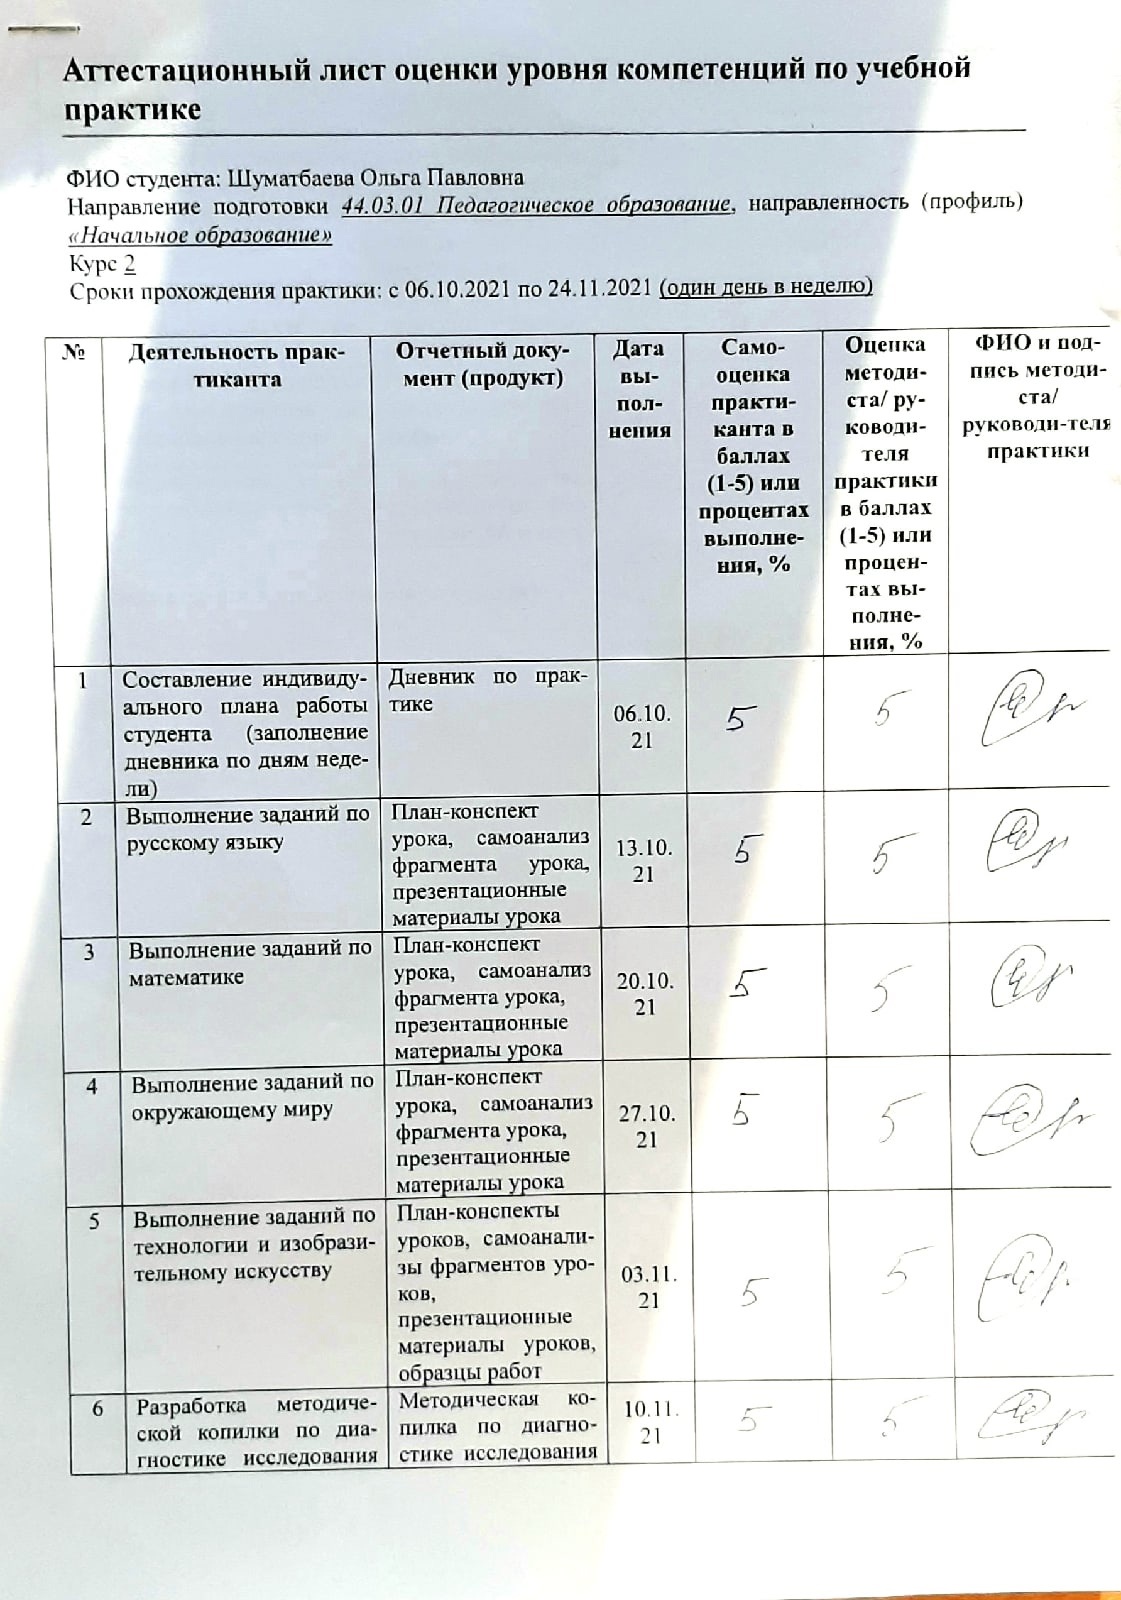 Аттестационный лист оценки уровня компетенций по учебной
практике
ФИО студента: Шуматбаева Ольга Павловна
Направление подготовки 44.03.01 Педагогическое образование, направленность (профиль)
«Начальное образование»
Курс 2
Сроки прохождения практики: с 06.10.2021 по 24.11.2021 (один день в неделю)
№
Деятельность прак-
тиканта
Отчетный доку-
мент (продукт)
Дата
вы-
пол-
нения
Само-
оценка
практи-
канта в
баллах
(1-5) или
процентах
выполне-
ния, %
Оценка
методи-
ста/ ру-
ководи-
теля
практики
в баллах
(1-5) или
процен-
тах вы-
полне-
ния, %
ФИО и под-
пись методи-
ста/
руководи-теля
практики
1
Составление индивиду-
ального плана работы
студента (заполнение
дневника по дням неде-
ли)
Дневник по прак-
тике
06.10.
21
5
5
2
Выполнение заданий по
русскому языку
План-конспект
урока, самоанализ
фрагмента урока,
презентационные
материалы урока
13.10.
21
5
5
3
Выполнение заданий по
математике
План-конспект
урока, самоанализ
фрагмента урока,
презентационные
материалы урока
20.10.
21
5
5
4
Выполнение заданий по
окружающему миру
План-конспект
урока, самоанализ
фрагмента урока,
презентационные
материалы урока
27.10.
21
5
5
5
Выполнение заданий по
технологии и изобрази-
тельному искусству
План-конспекты
уроков, самоанали-
зы фрагментов уро-
ков,
презентационные
материалы уроков,
образцы работ
03.11.
21
5
5
6
Разработка методиче-
ской копилки по диа-
гностике исследования
Методическая ко-
пилка по диагно-
стике исследования
10.11.
21
5
5